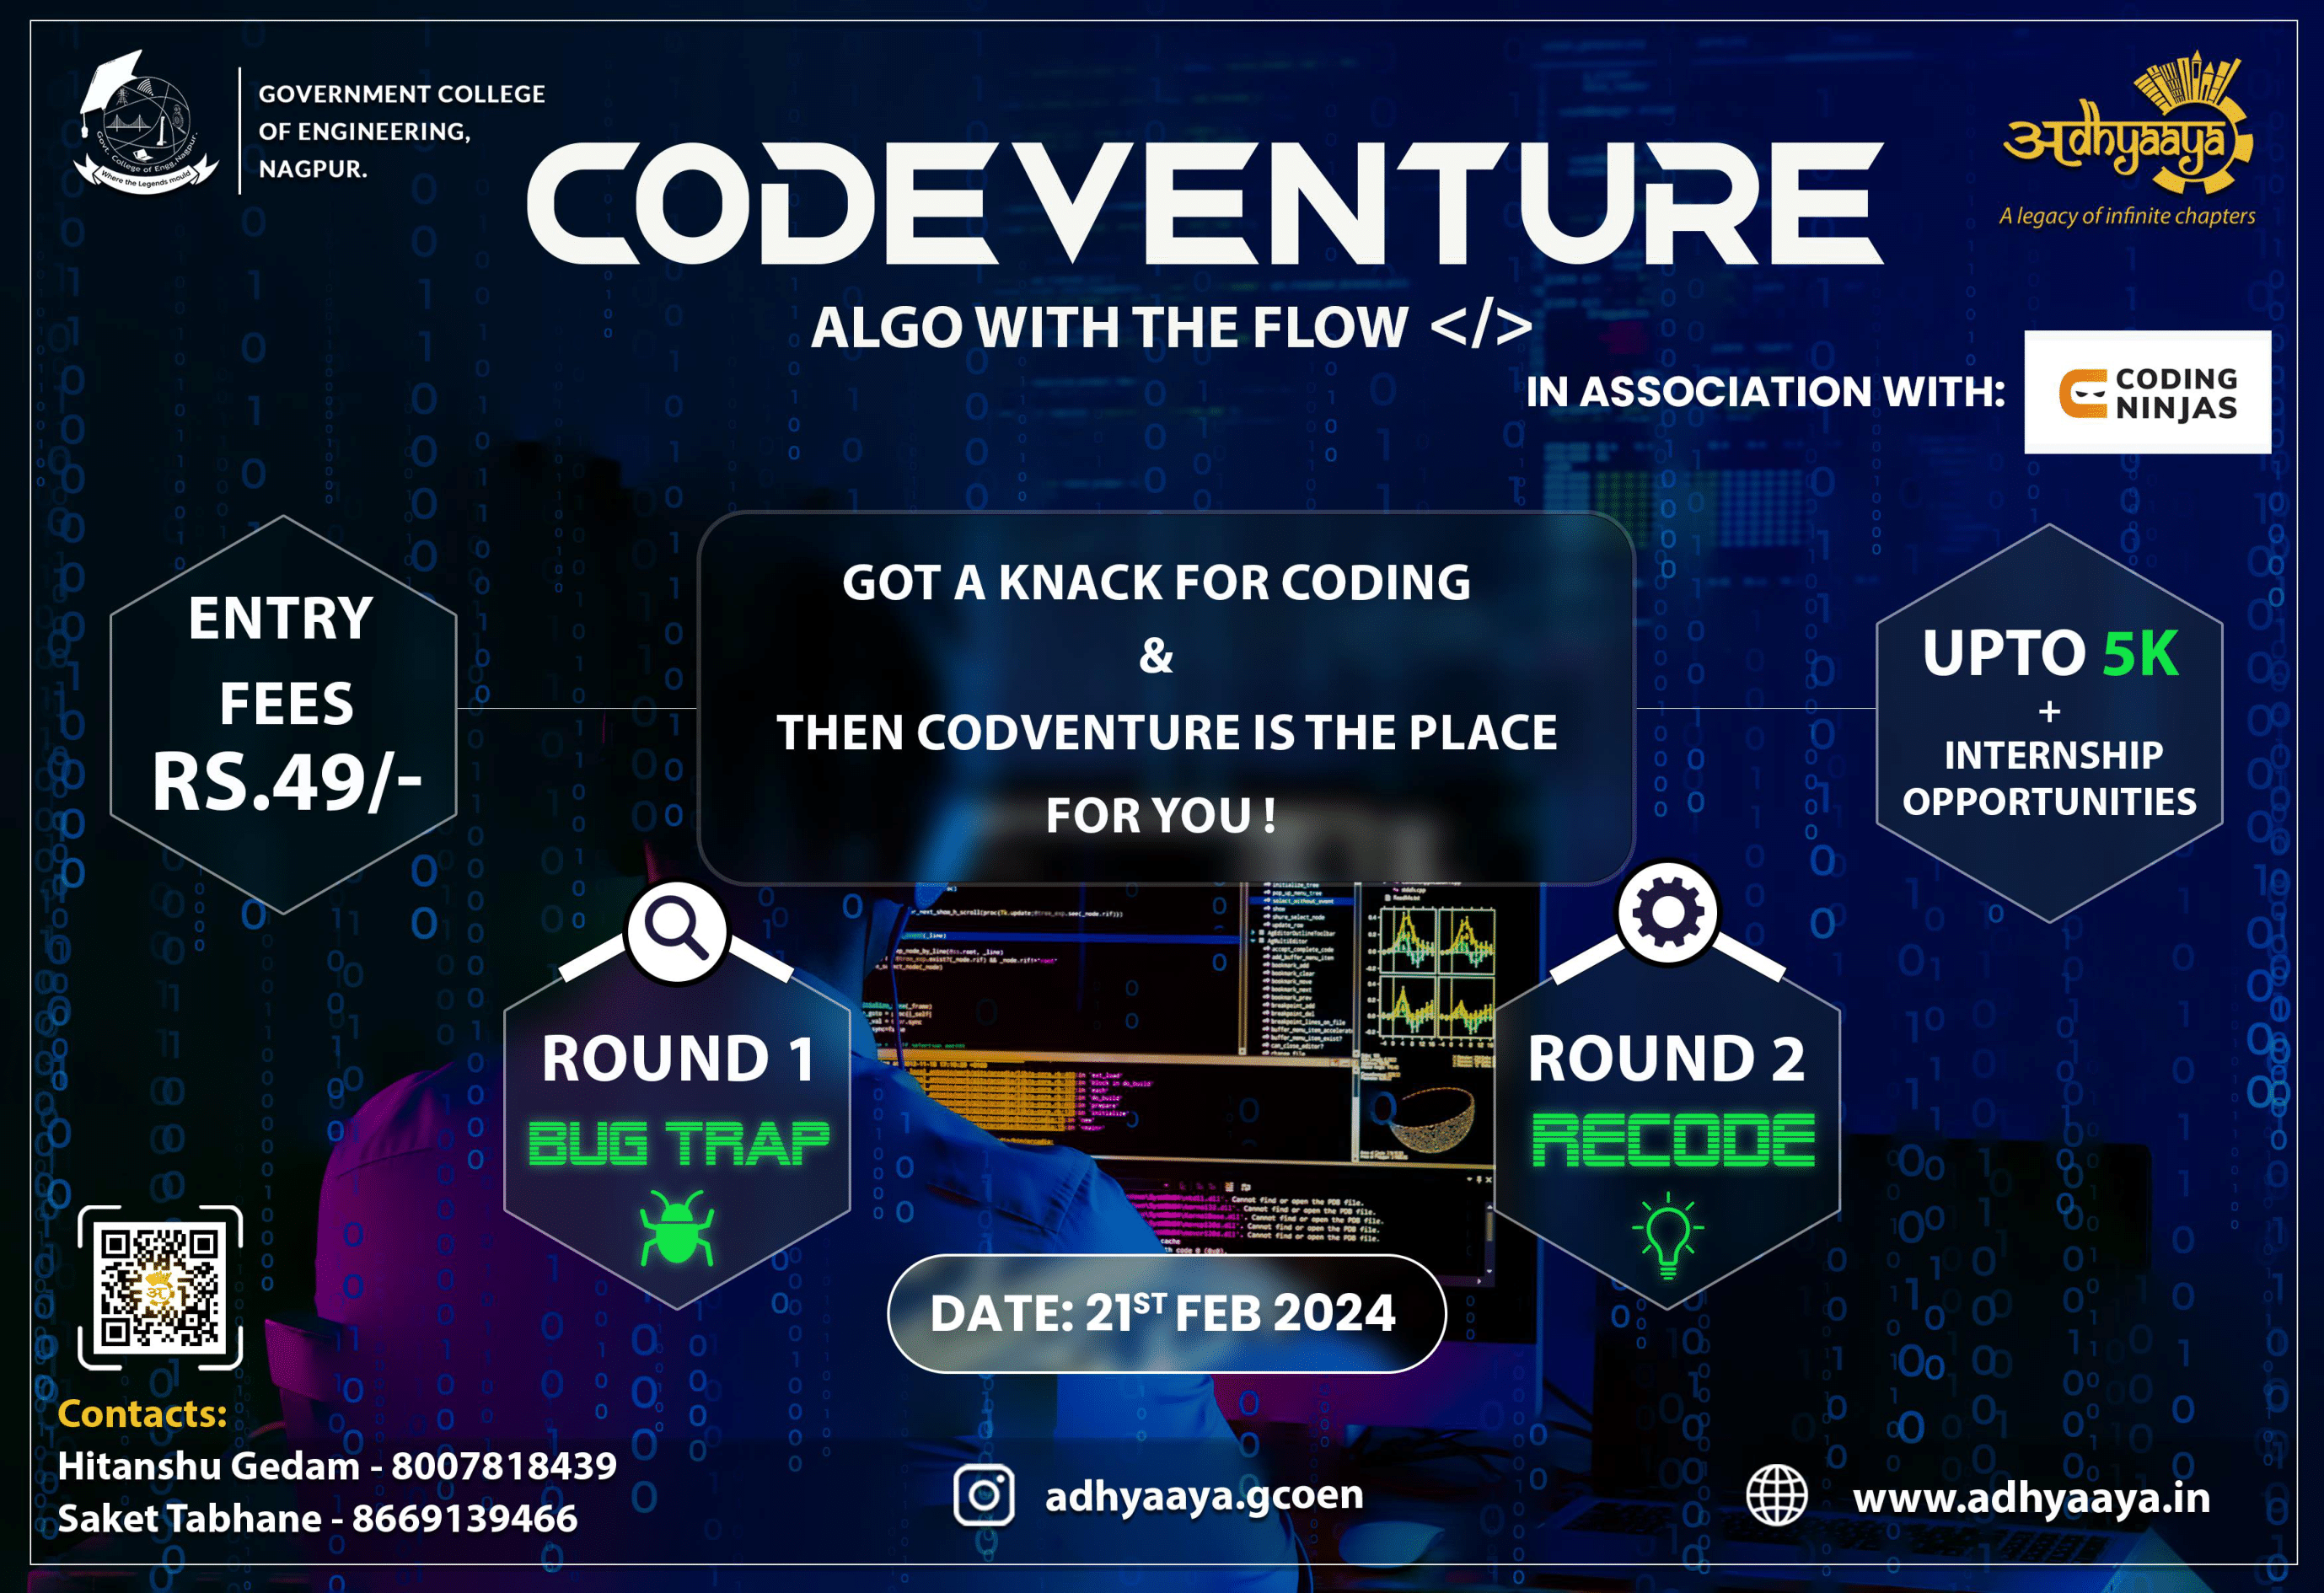 GOVERNMENT COLLEGE
OF ENGINEERING,
NAGPUR.
Govt. College of Engg, Nagpur.
Where the Legends mould
अdhyaaya
A legacy of infinite chapters
CODEVENTURE
ALGO WITH THE FLOW </>
IN ASSOCIATION WITH:
CODING
NINJAS
ENTRY
FEES
RS.49/-
GOT A KNACK FOR CODING
&
THEN CODVENTURE IS THE PLACE
FOR YOU !
UPTO 5K
+
INTERNSHIP
OPPORTUNITIES
ROUND 1
BUG TRAP
ROUND 2
RECODE
DATE: 21ST FEB 2024
Contacts:
Hitanshu Gedam - 8007818439
Saket Tabhane - 8669139466
adhyaaya.gcoen
www.adhyaaya.in